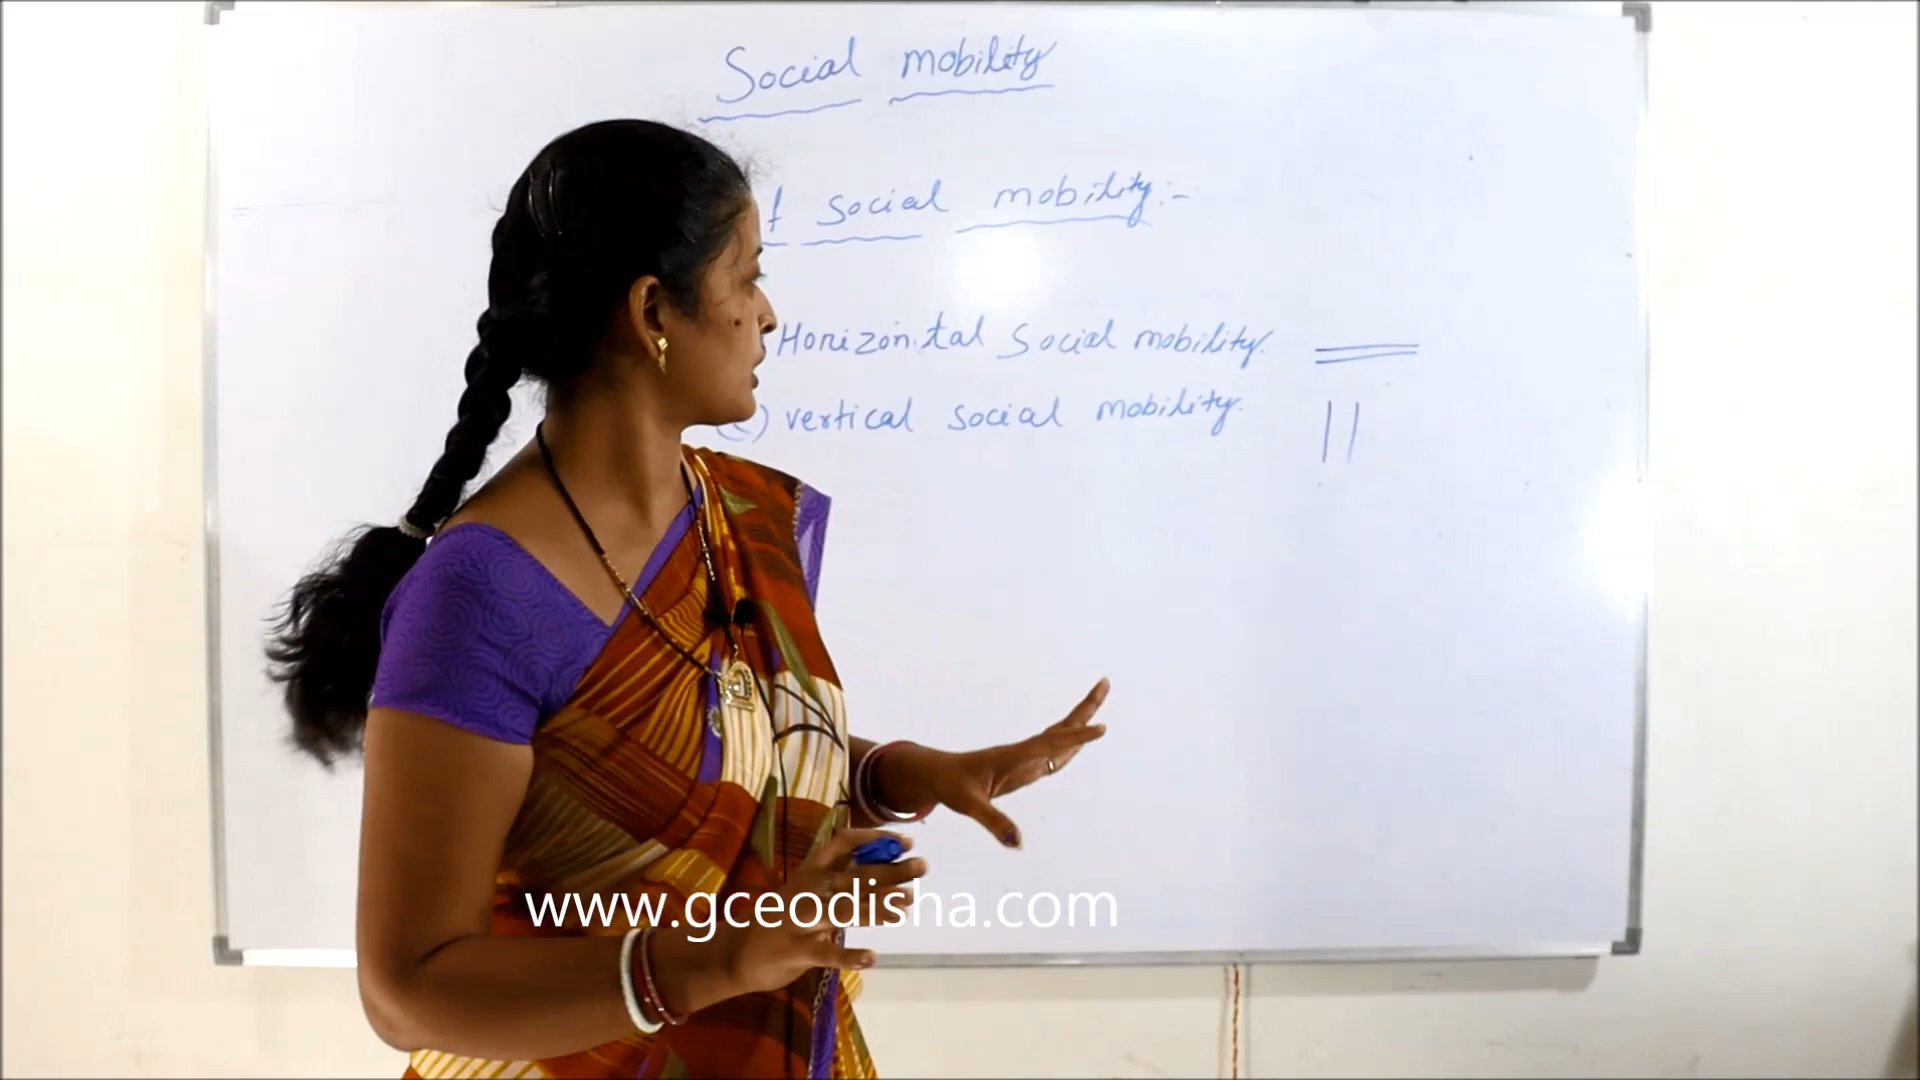 Social mobility
f social mobility:-
Horizontal Social mobility.
vertical social mobility.
www.gceodisha.com